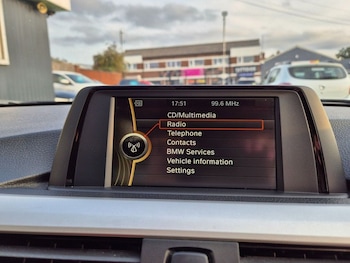 17:51 99.6 MHz
CD/Multimedia
Radio
Telephone
Contacts
BMW Services
Vehicle information
Settings